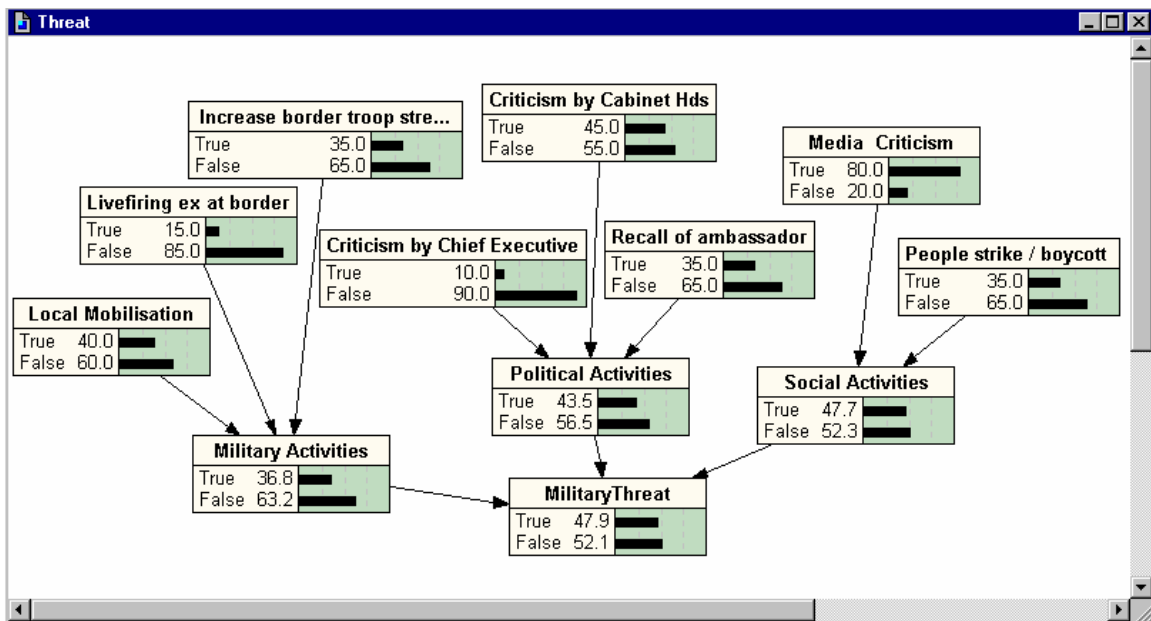 Threat
Increase border troop stre...
True 35.0
False 65.0
Criticism by Cabinet Hds
True 45.0
False 55.0
Media Criticism
True 80.0
False 20.0
Livefiring ex at border
True 15.0
False 85.0
Criticism by Chief Executive
True 10.0
False 90.0
Recall of ambassador
True 35.0
False 65.0
People strike / boycott
True 35.0
False 65.0
Local Mobilisation
True 40.0
False 60.0
Political Activities
True 43.5
False 56.5
Social Activities
True 47.7
False 52.3
Military Activities
True 36.8
False 63.2
MilitaryThreat
True 47.9
False 52.1